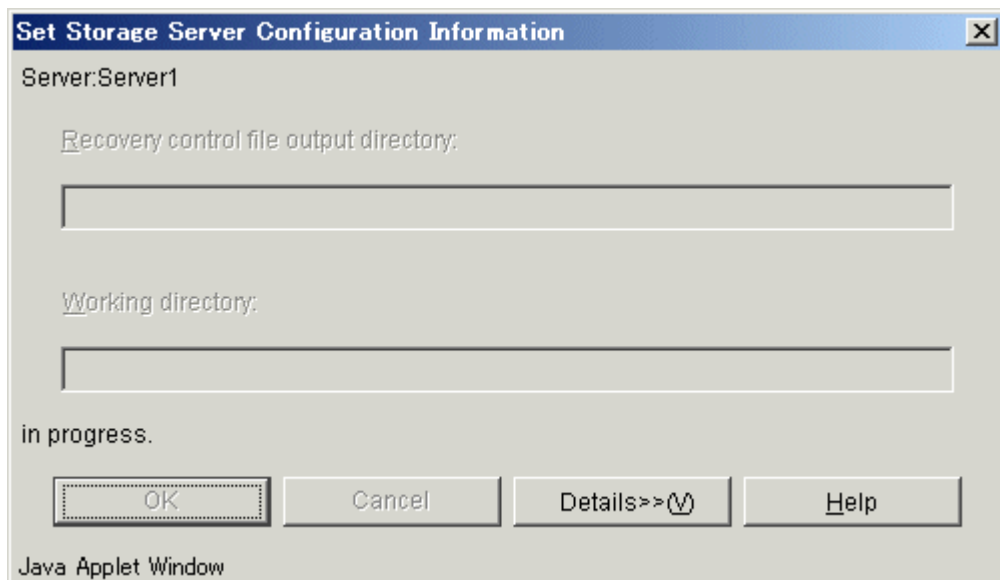 Set Storage Server Configuration Information
Server:Server1
Recovery control file output directory:
Working directory:
in progress.
OK Cancel Details>>(V) Help
Java Applet Window